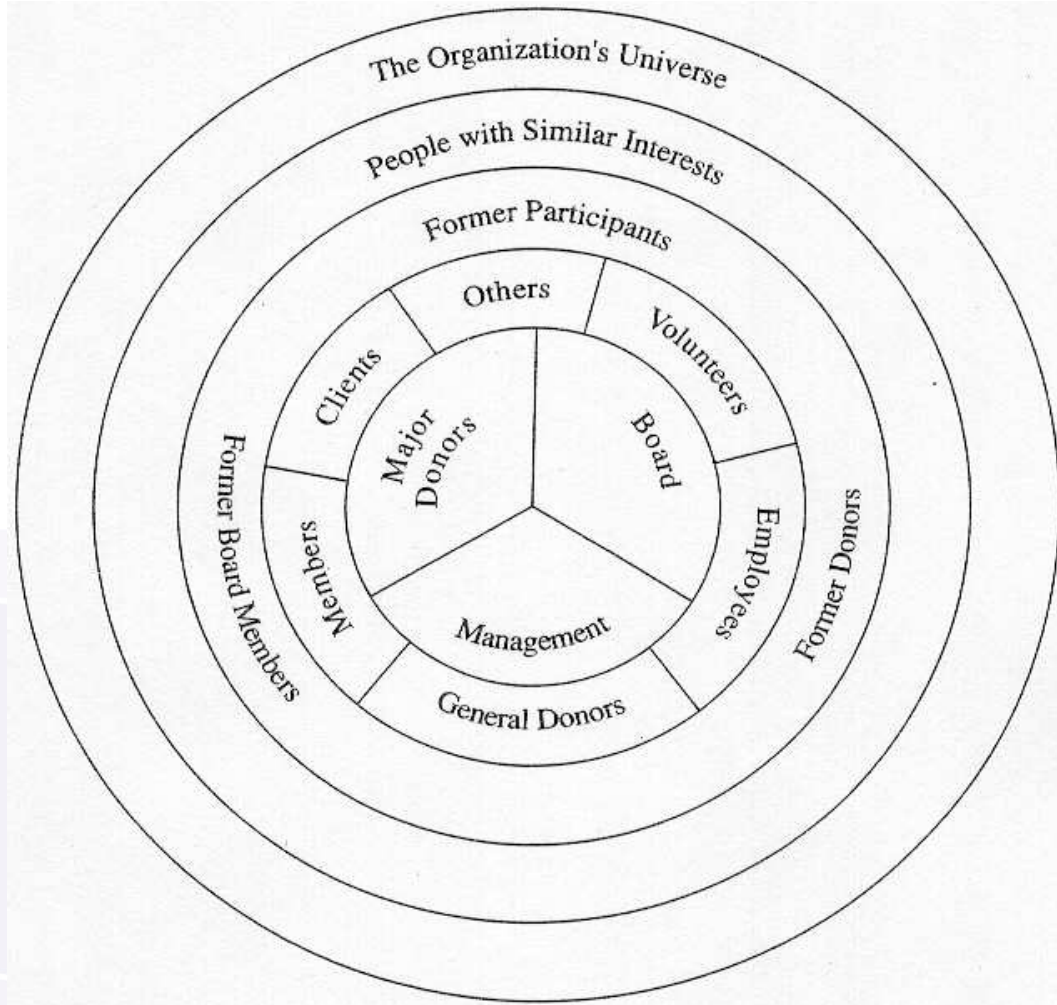 The Organization's Universe
People with Similar Interests
Former Participants
Others
Volunteers
Clients
Major
Donors
Board
Former Board Members
Members
Employees
Former Donors
Management
General Donors